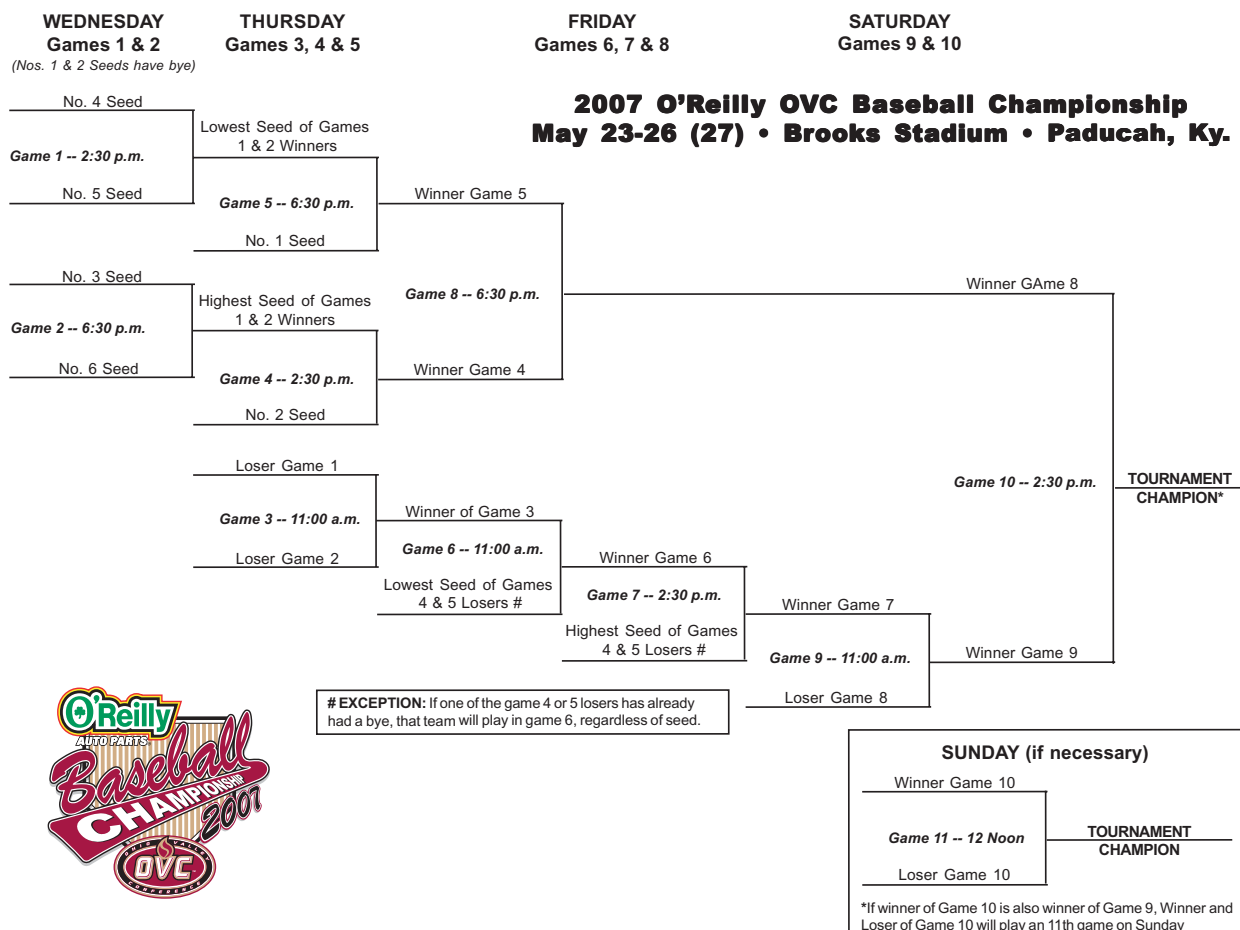 WEDNESDAY
Games 1 & 2
(Nos. 1 & 2 Seeds have bye)
THURSDAY
Games 3, 4 & 5
FRIDAY
Games 6, 7 & 8
SATURDAY
Games 9 & 10
2007 O'Reilly OVC Baseball Championship
May 23-26 (27) • Brooks Stadium • Paducah, Ky.
No. 4 Seed
Game 1 -- 2:30 p.m.
No. 5 Seed
No. 3 Seed
Game 2 -- 6:30 p.m.
No. 6 Seed
Lowest Seed of Games
1 & 2 Winners
Game 5 -- 6:30 p.m.
No. 1 Seed
Highest Seed of Games
1 & 2 Winners
Game 4 -- 2:30 p.m.
No. 2 Seed
Loser Game 1
Game 3 -- 11:00 a.m.
Loser Game 2
Winner Game 5
Game 8 -- 6:30 p.m.
Winner Game 4
Winner of Game 3
Game 6 -- 11:00 a.m.
Lowest Seed of Games
4 & 5 Losers #
Winner Game 6
Game 7 -- 2:30 p.m.
Highest Seed of Games
4 & 5 Losers #
Winner Game 7
Game 9 -- 11:00 a.m.
Loser Game 8
Winner GAme 8
Game 10 -- 2:30 p.m.
Winner Game 9
TOURNAMENT
CHAMPION*
# EXCEPTION: If one of the game 4 or 5 losers has already
had a bye, that team will play in game 6, regardless of seed.
O'Reilly
AUTO PARTS
Baseball
CHAMPIONSHIP
2007
OHIO VALLEY
OVC
CONFERENCE
SUNDAY (if necessary)
Winner Game 10
Game 11 -- 12 Noon
Loser Game 10
TOURNAMENT
CHAMPION
*If winner of Game 10 is also winner of Game 9, Winner and
Loser of Game 10 will play an 11th game on Sunday